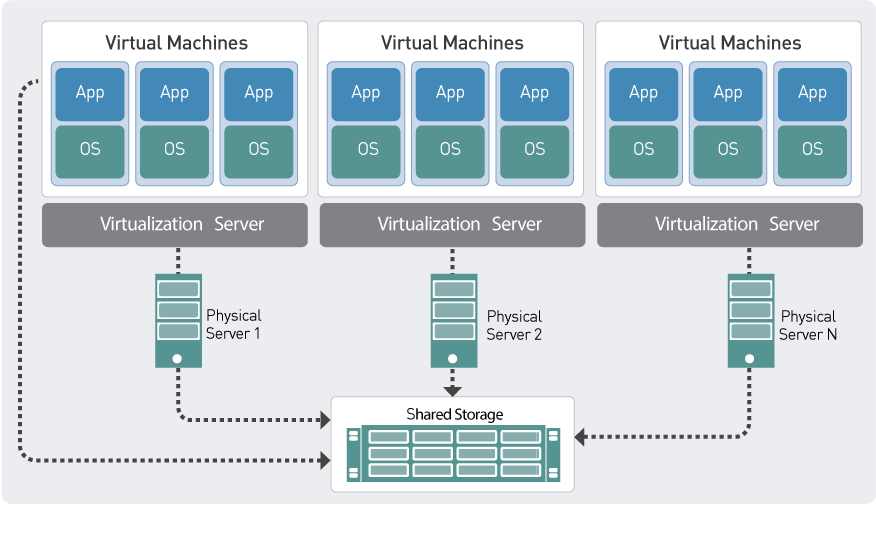 Virtual Machines Virtual Machines Virtual Machines
App App App App App App App App App
OS OS OS OS OS OS OS OS OS
Virtualization Server Virtualization Server Virtualization Server
Physical
Server 1
Physical
Server 2
Physical
Server N
Shared Storage